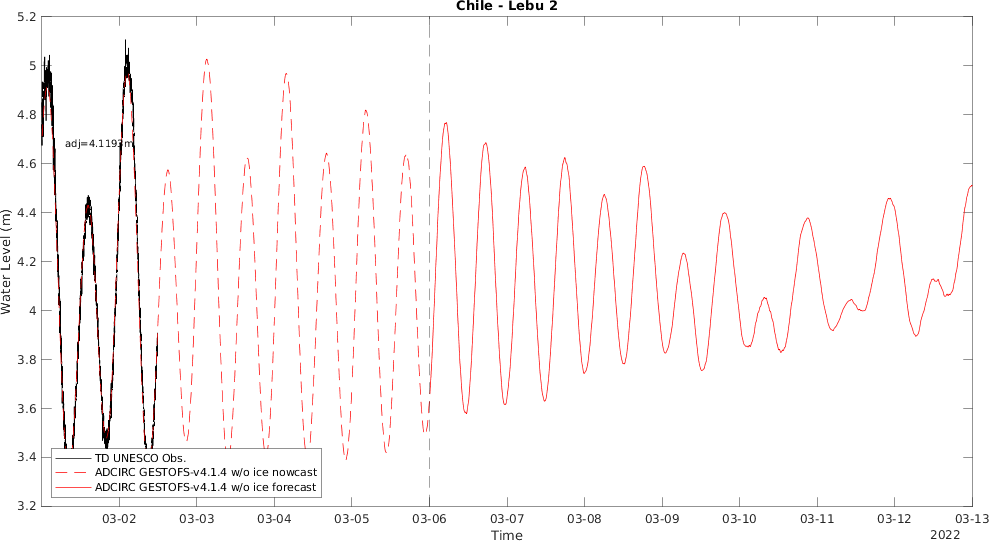 Chile - Lebu 2
5.2
5
4.8
4.6
4.4
4.2
4
3.8
3.6
3.4
3.2
Water Level (m)
adj=4.1193m
TD UNESCO Obs.
ADCIRC GESTOFS-v4.1.4 w/o ice nowcast
ADCIRC GESTOFS-v4.1.4 w/o ice forecast
03-02 03-03 03-04 03-05 03-06 03-07 03-08 03-09 03-10 03-11 03-12 03-13
Time
2022